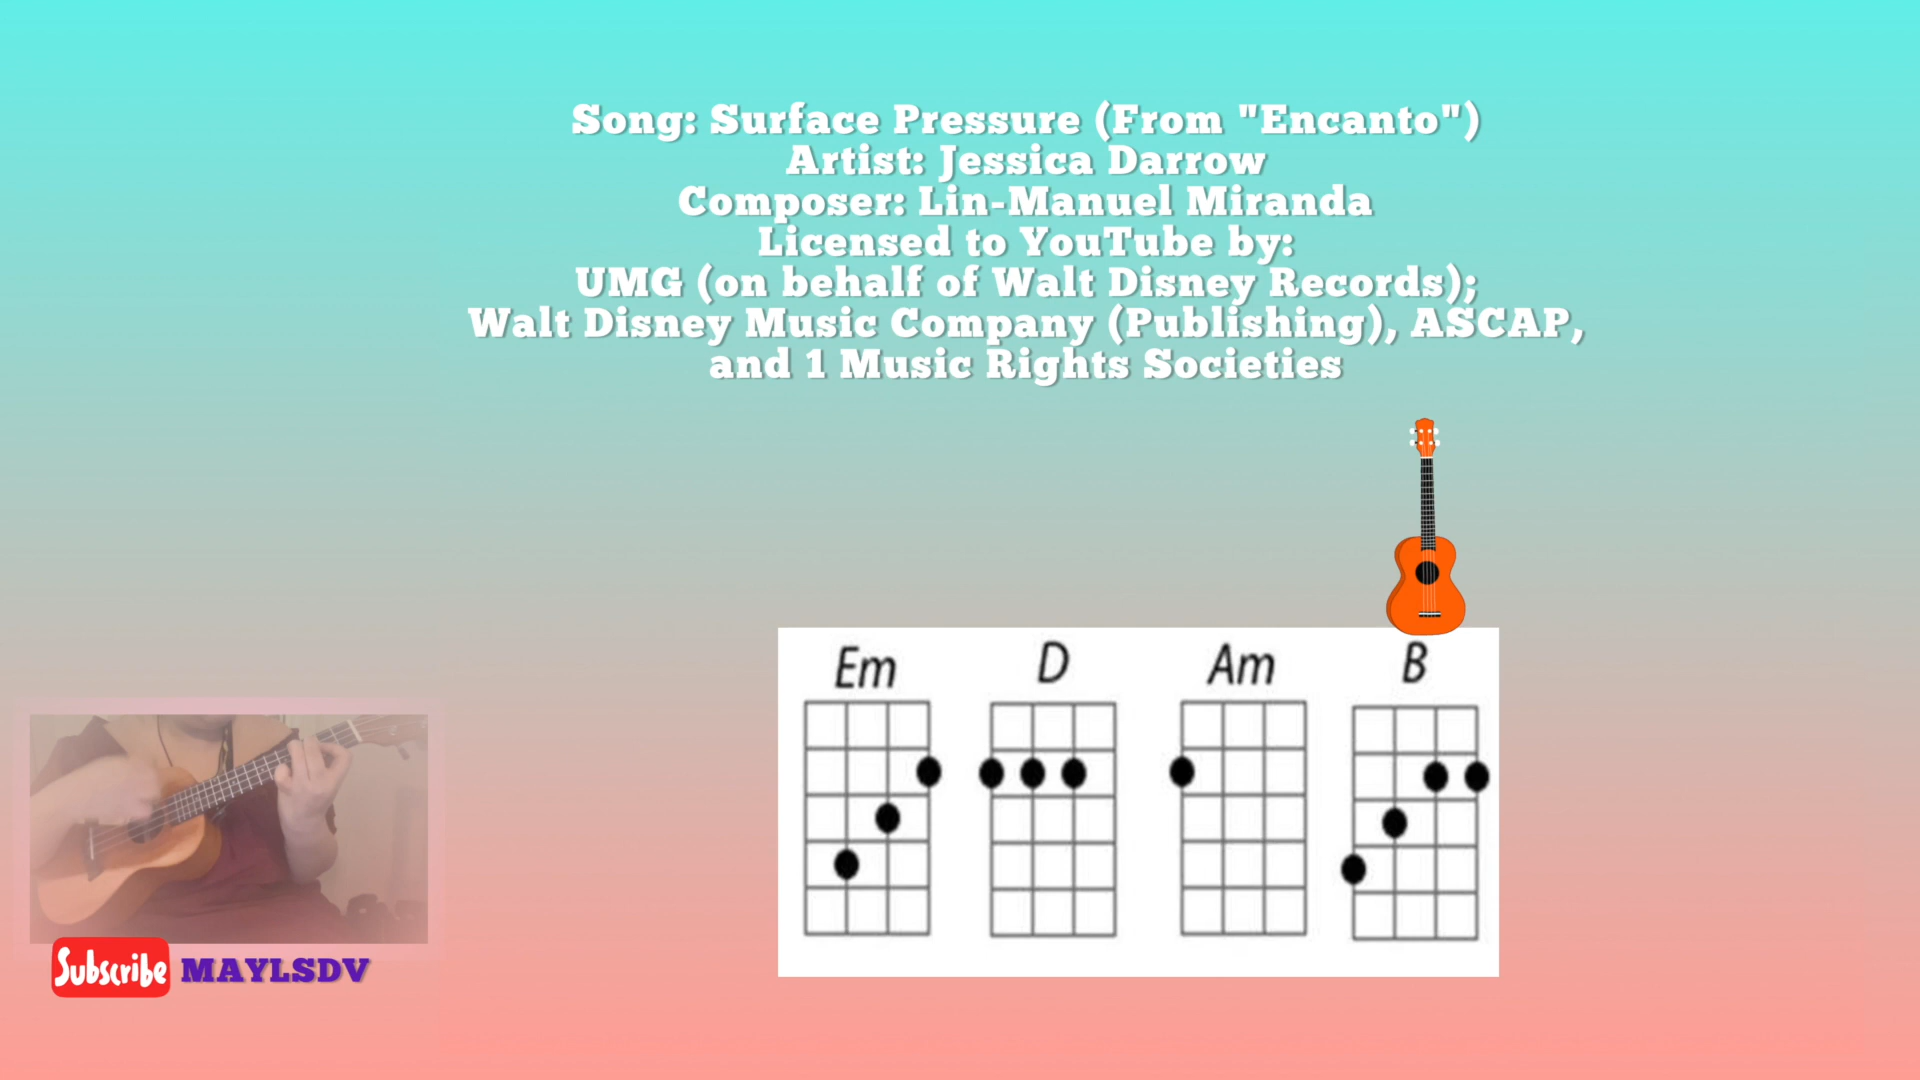 Song: Surface Pressure (From "Encanto")
Artist: Jessica Darrow
Composer: Lin-Manuel Miranda
Licensed to YouTube by:
UMG (on behalf of Walt Disney Records);
Walt Disney Music Company (Publishing), ASCAP,
and 1 Music Rights Societies
Em D Am B
Subscribe MAYLSDV